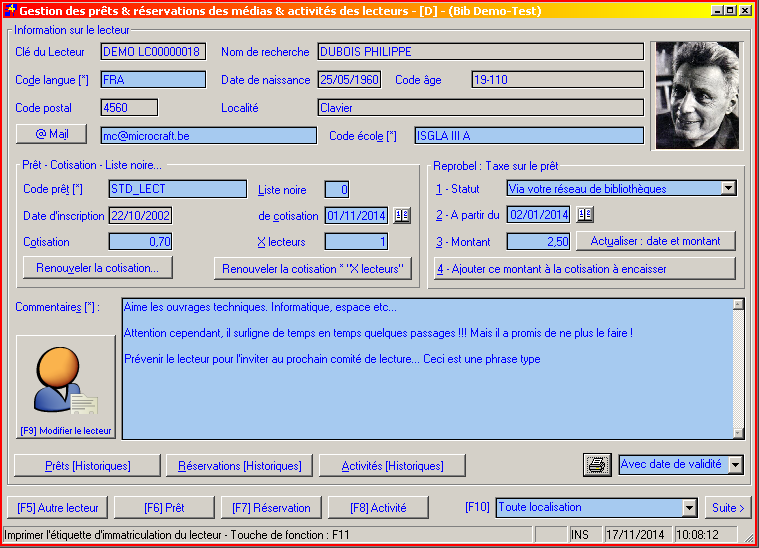 Gestion des prêts & réservations des médias & activités des lecteurs - [D] - (Bib Demo-Test)
Information sur le lecteur
Clé du Lecteur DEMO LC00000018 Nom de recherche DUBOIS PHILIPPE
Code langue [*] FRA Date de naissance 25/05/1960 Code âge 19-110
Code postal 4560 Localité Clavier
@ Mail mc@microcraft.be Code école [*] ISGLA III A
Prêt - Cotisation - Liste noire...
Code prêt [*] STD_LECT Liste noire 0
Date d'inscription 22/10/2002 de cotisation 01/11/2014
Cotisation 0,70 X lecteurs 1
Renouveler la cotisation... Renouveler la cotisation * "X lecteurs"
Reprobel : Taxe sur le prêt
1 - Statut Via votre réseau de bibliothèques
2 - A partir du 02/01/2014
3 - Montant 2,50 Actualiser : date et montant
4 - Ajouter ce montant à la cotisation à encaisser
Commentaires [*] : Aime les ouvrages techniques. Informatique, espace etc...
Attention cependant, il surligne de temps en temps quelques passages !!! Mais il a promis de ne plus le faire !
Prévenir le lecteur pour l'inviter au prochain comité de lecture... Ceci est une phrase type
[F9] Modifier le lecteur
Prêts [Historiques] Réservations [Historiques] Activités [Historiques] Avec date de validité
[F5] Autre lecteur [F6] Prêt [F7] Réservation [F8] Activité [F10] Toute localisation Suite >
Imprimer l'étiquette d'immatriculation du lecteur - Touche de fonction : F11 INS 17/11/2014 10:08:12